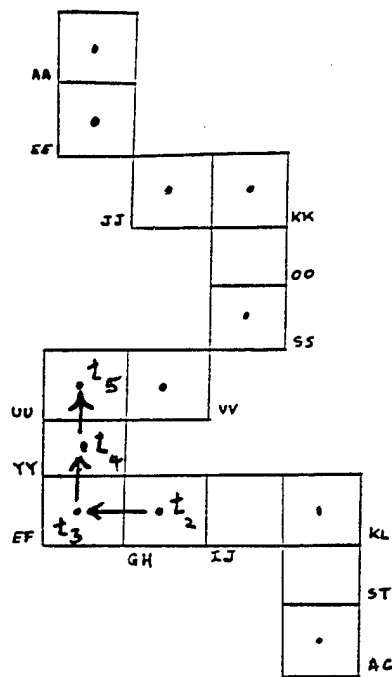 AA
EE
JJ KK
OO
SS
t5
UU VV
t4
YY
t3 t2
EF KL
GH IJ
ST
AC